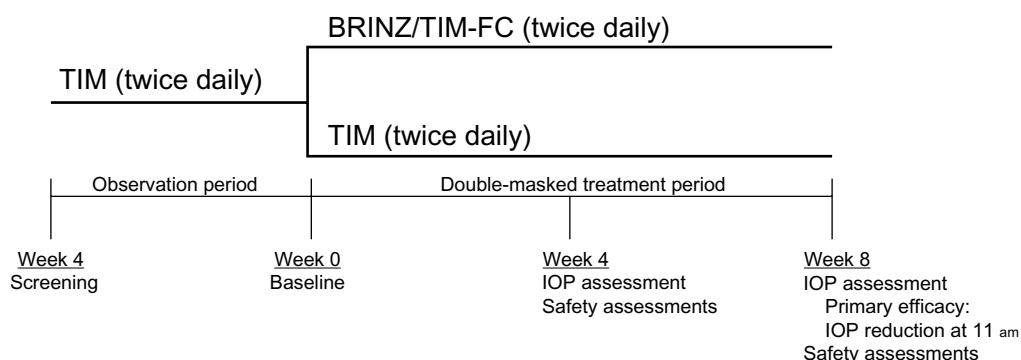 BRINZ/TIM-FC (twice daily)
TIM (twice daily)
TIM (twice daily)
Observation period
Double-masked treatment period
Week 4
Screening
Week 0
Baseline
Week 4
IOP assessment
Safety assessments
Week 8
IOP assessment
Primary efficacy:
IOP reduction at 11 am
Safety assessments